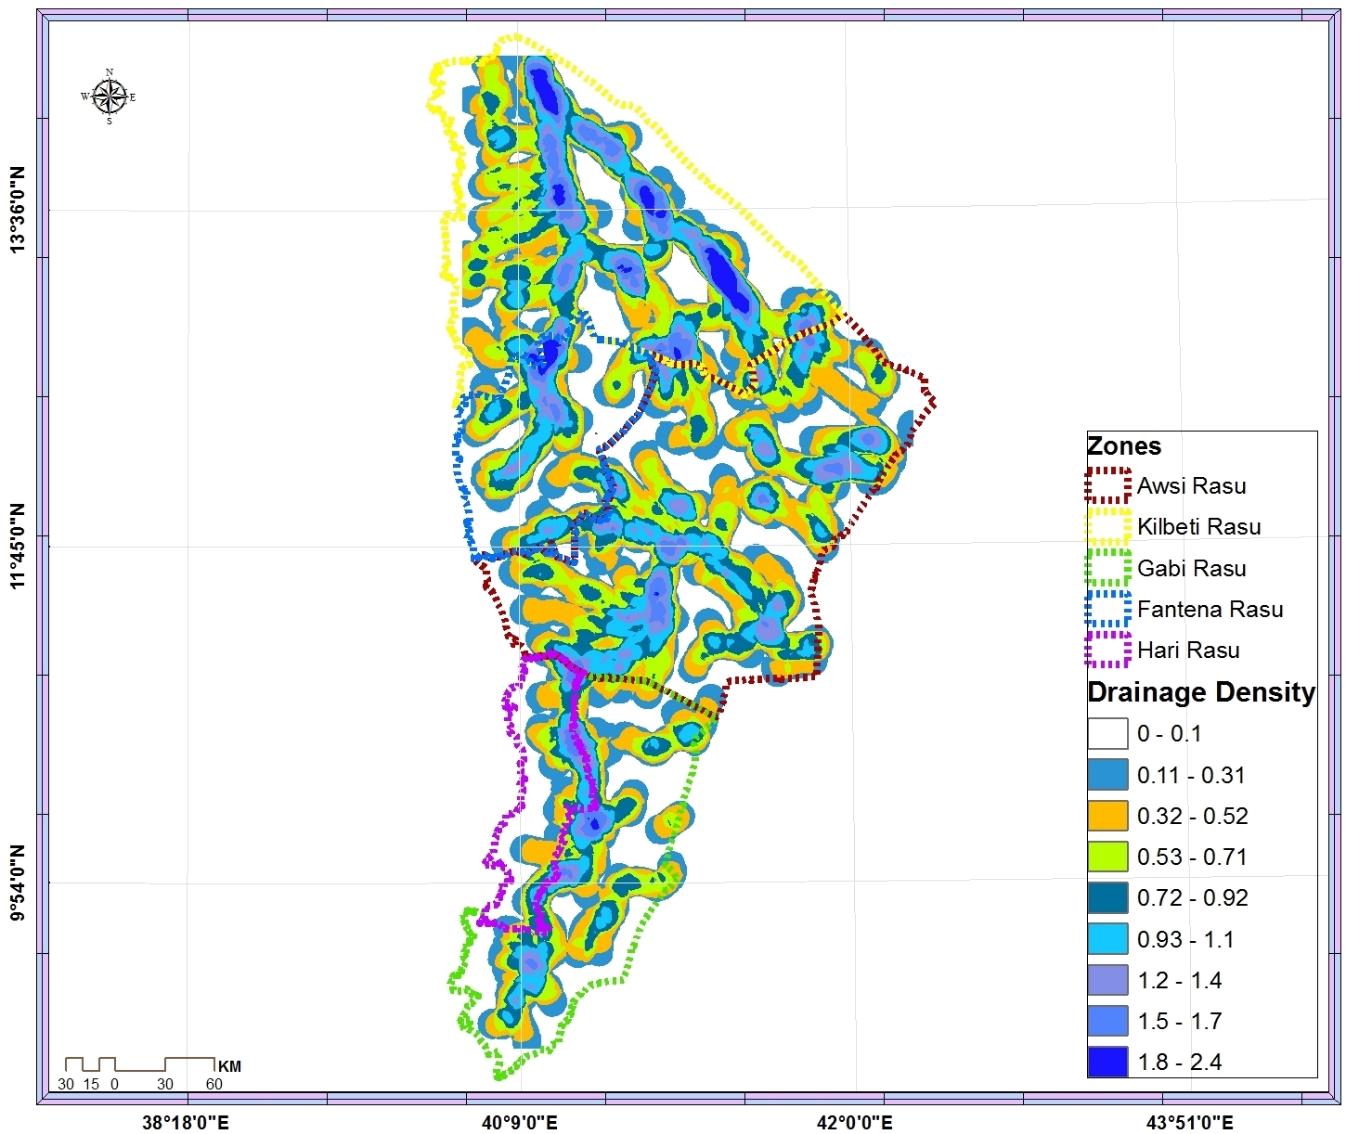 N
W E
S
13°36'0"N
11°45'0"N
9°54'0"N
Zones
Awsi Rasu
Kilbeti Rasu
Gabi Rasu
Fantena Rasu
Hari Rasu
Drainage Density
0 - 0.1
0.11 - 0.31
0.32 - 0.52
0.53 - 0.71
0.72 - 0.92
0.93 - 1.1
1.2 - 1.4
1.5 - 1.7
1.8 - 2.4
KM
30 15 0 30 60
38°18'0"E 40°9'0"E 42°0'0"E 43°51'0"E